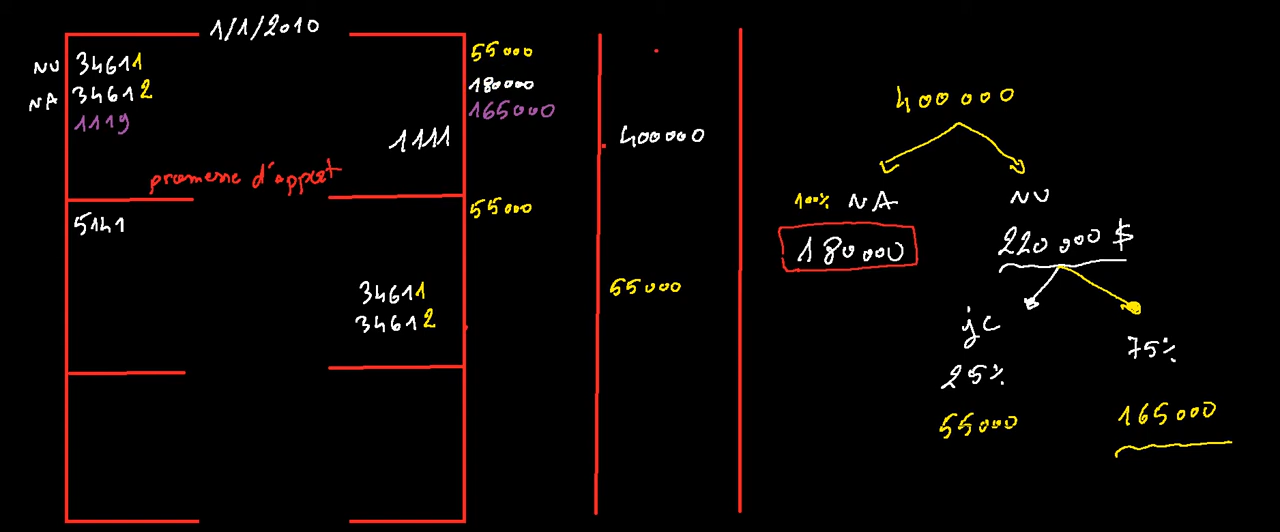 1/1/2010
NU 34611 55000
NA 34612 180000
1119 165000
1111 400000
promesse d'apport
5141 55000
34611 55000
34612
400000
100% NA NU
180000 220000 $
jc 75%
25%
55000 165000